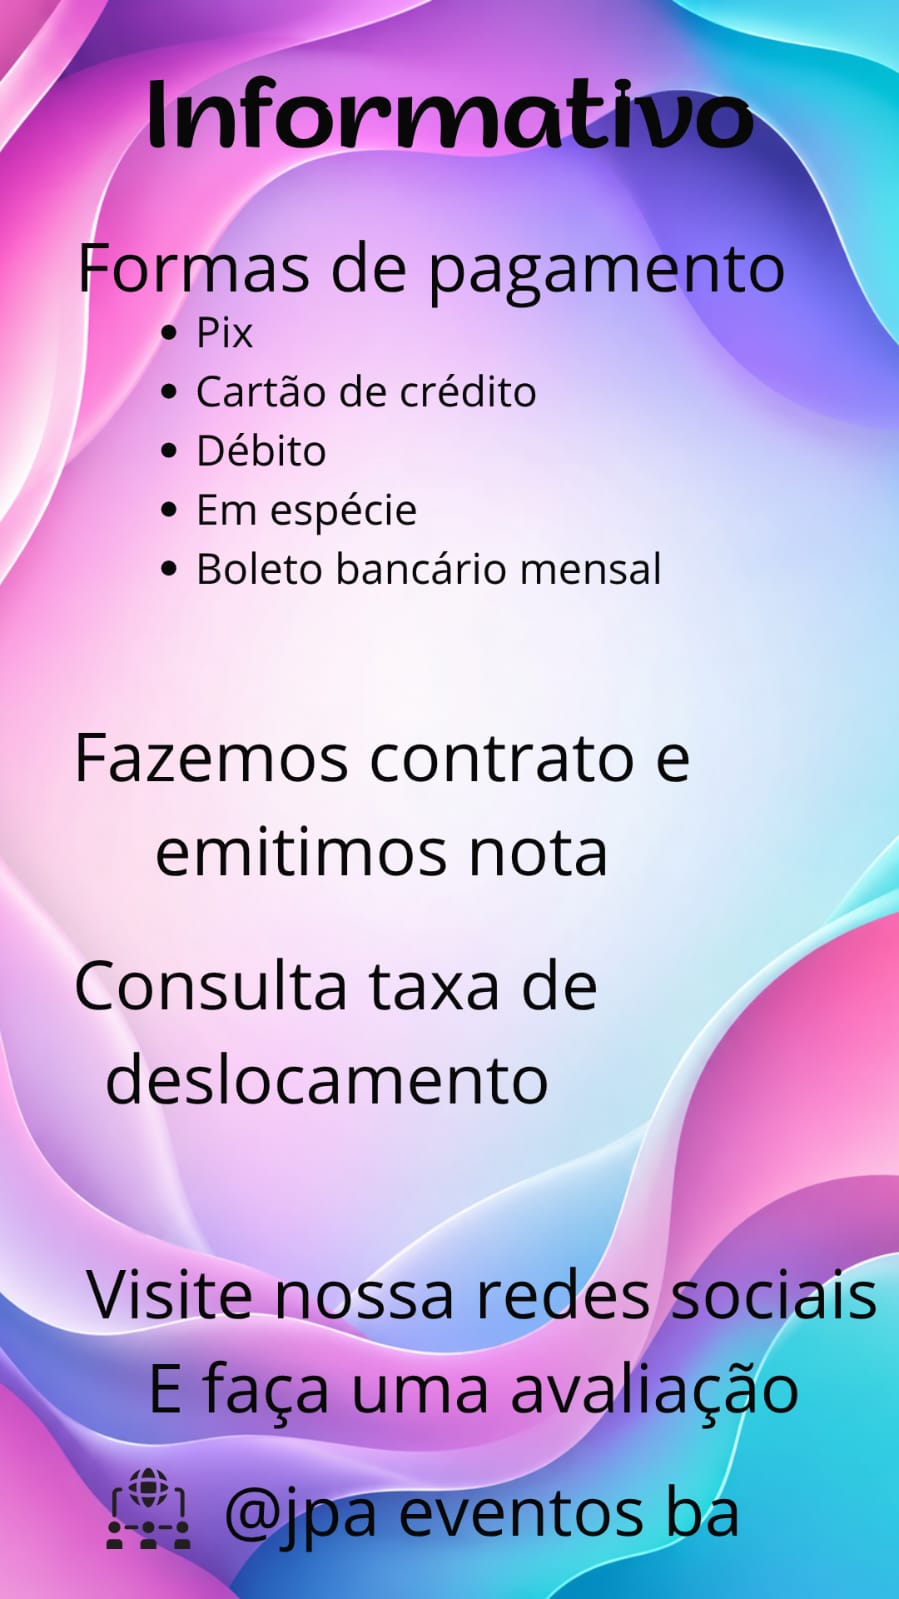 Informativo
Formas de pagamento
• Pix
• Cartão de crédito
• Débito
• Em espécie
• Boleto bancário mensal
Fazemos contrato e
emitimos nota
Consulta taxa de
deslocamento
Visite nossa redes sociais
E faça uma avaliação
@jpa eventos ba